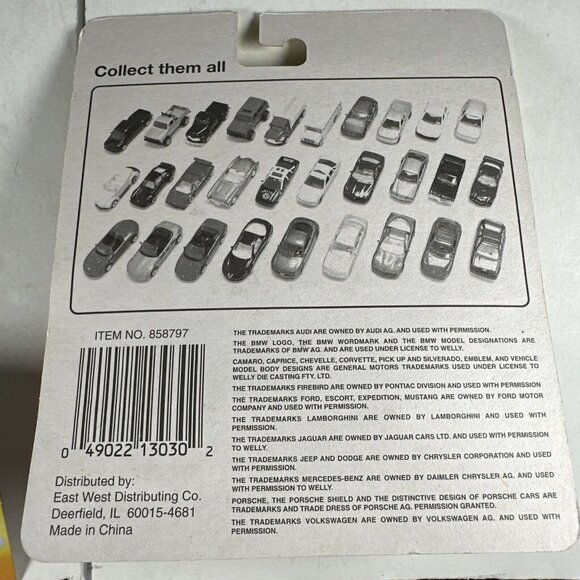 Collect them all
ITEM NO. 858797
0 49022 13030 2
Distributed by:
East West Distributing Co.
Deerfield, IL 60015-4681
Made in China
THE TRADEMARKS AUDI ARE OWNED BY AUDI AG. AND USED WITH PERMISSION.
THE BMW LOGO, THE BMW WORDMARK AND THE BMW MODEL DESIGNATIONS ARE
TRADEMARKS OF BMW AG. AND ARE USED UNDER LICENSE TO WELLY.
CAMARO, CAPRICE, CHEVELLE, CORVETTE, PICK UP AND SILVERADO, EMBLEM, AND VEHICLE
MODEL BODY DESIGNS ARE GENERAL MOTORS TRADEMARKS USED UNDER LICENSE TO
WELLY DIE CASTING FTY. LTD.
THE TRADEMARKS FIREBIRD ARE OWNED BY PONTIAC DIVISION AND USED WITH PERMISSION
THE TRADEMARKS FORD, ESCORT, EXPEDITION, MUSTANG ARE OWNED BY FORD MOTOR
COMPANY AND USED WITH PERMISSION.
THE TRADEMARKS LAMBORGHINI ARE OWNED BY LAMBORGHINI AND USED WITH
PERMISSION.
THE TRADEMARKS JAGUAR ARE OWNED BY JAGUAR CARS LTD. AND USED WITH PERMISSION
TO WELLY.
THE TRADEMARKS JEEP AND DODGE ARE OWNED BY CHRYSLER CORPORATION AND USED
WITH PERMISSION.
THE TRADEMARKS MERCEDES-BENZ ARE OWNED BY DAIMLER CHRYSLER AG. AND USED
WITH PERMISSION TO WELLY.
PORSCHE, THE PORSCHE SHIELD AND THE DISTINCTIVE DESIGN OF PORSCHE CARS ARE
TRADEMARKS AND TRADE DRESS OF PORSCHE AG. PERMISSION GRANTED.
THE TRADEMARKS VOLKSWAGEN ARE OWNED BY VOLKSWAGEN AG. AND USED WITH
PERMISSION.